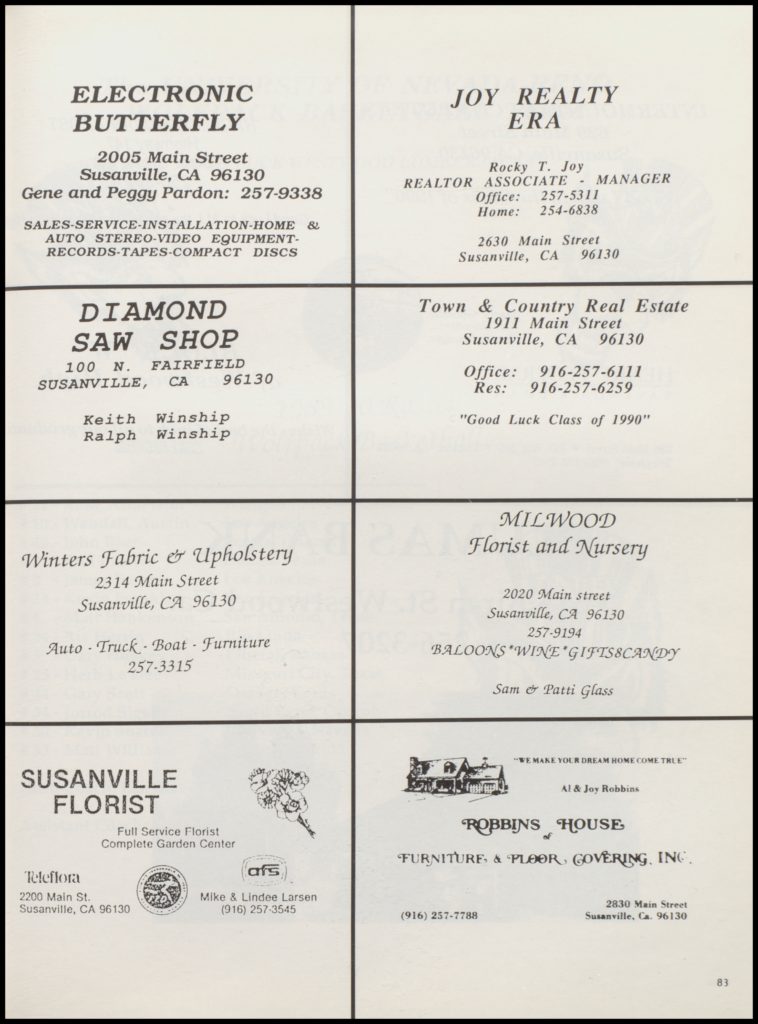 ELECTRONIC
BUTTERFLY
2005 Main Street
Susanville, CA 96130
Gene and Peggy Pardon: 257-9338
SALES-SERVICE-INSTALLATION-HOME &
AUTO STEREO-VIDEO EQUIPMENT-
RECORDS-TAPES-COMPACT DISCS
JOY REALTY
ERA
Rocky T. Joy
REALTOR ASSOCIATE - MANAGER
Office: 257-5311
Home: 254-6838
2630 Main Street
Susanville, CA 96130
DIAMOND
SAW SHOP
100 N. FAIRFIELD
SUSANVILLE, CA 96130
Keith Winship
Ralph Winship
Town & Country Real Estate
1911 Main Street
Susanville, CA 96130
Office: 916-257-6111
Res: 916-257-6259
"Good Luck Class of 1990"
Winters Fabric & Upholstery
2314 Main Street
Susanville, CA 96130
Auto - Truck - Boat - Furniture
257-3315
MILWOOD
Florist and Nursery
2020 Main street
Susanville, CA 96130
257-9194
BALOONS*WINE*GIFTS&CANDY
Sam & Patti Glass
SUSANVILLE
FLORIST
Full Service Florist
Complete Garden Center
Teleflora
2200 Main St.
Susanville, CA 96130
afs
Mike & Lindee Larsen
(916) 257-3545
"WE MAKE YOUR DREAM HOME COME TRUE"
Al & Joy Robbins
ROBBINS HOUSE
of
FURNITURE & FLOOR COVERING, INC.
(916) 257-7788
2830 Main Street
Susanville, Ca. 96130
83